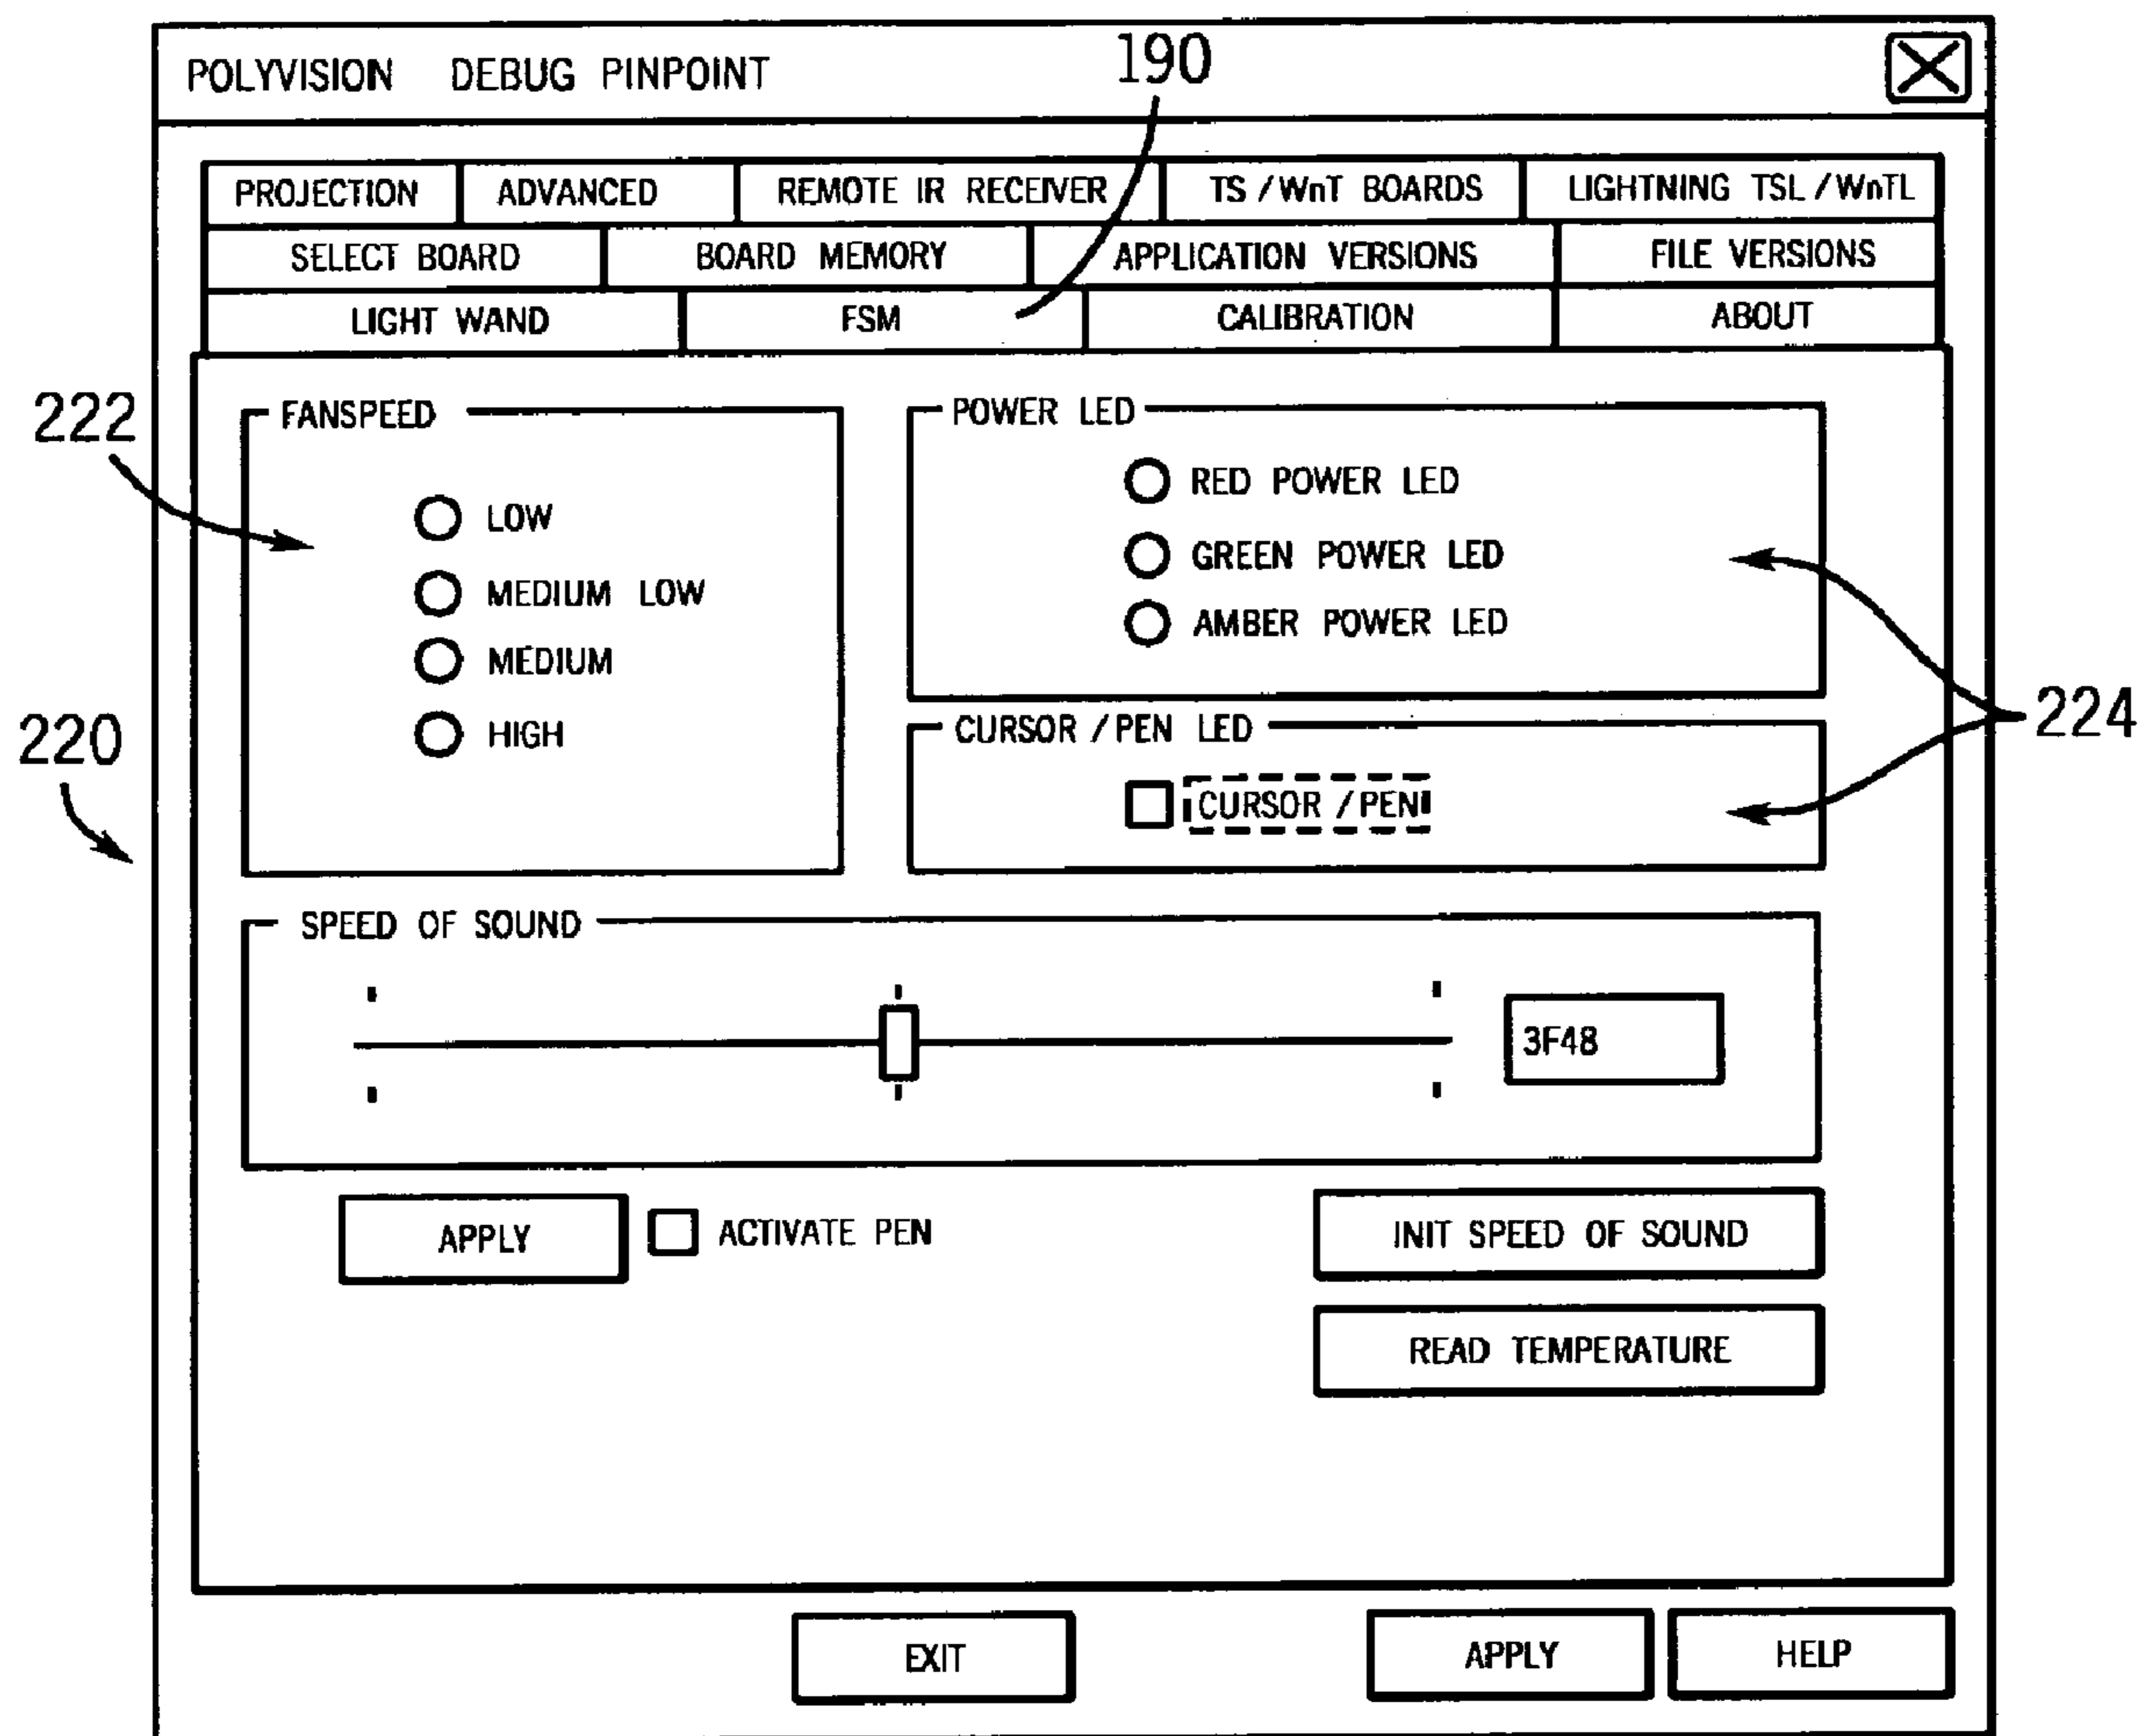 POLYVISION DEBUG PINPOINT
190
PROJECTION ADVANCED REMOTE IR RECEIVER TS / WnT BOARDS LIGHTNING TSL / WnTL
SELECT BOARD BOARD MEMORY APPLICATION VERSIONS FILE VERSIONS
LIGHT WAND FSM CALIBRATION ABOUT
222
FANSPEED
LOW
MEDIUM LOW
MEDIUM
HIGH
POWER LED
RED POWER LED
GREEN POWER LED
AMBER POWER LED
220
224
CURSOR / PEN LED
CURSOR / PEN
SPEED OF SOUND
3F48
APPLY ACTIVATE PEN INIT SPEED OF SOUND
READ TEMPERATURE
EXIT APPLY HELP